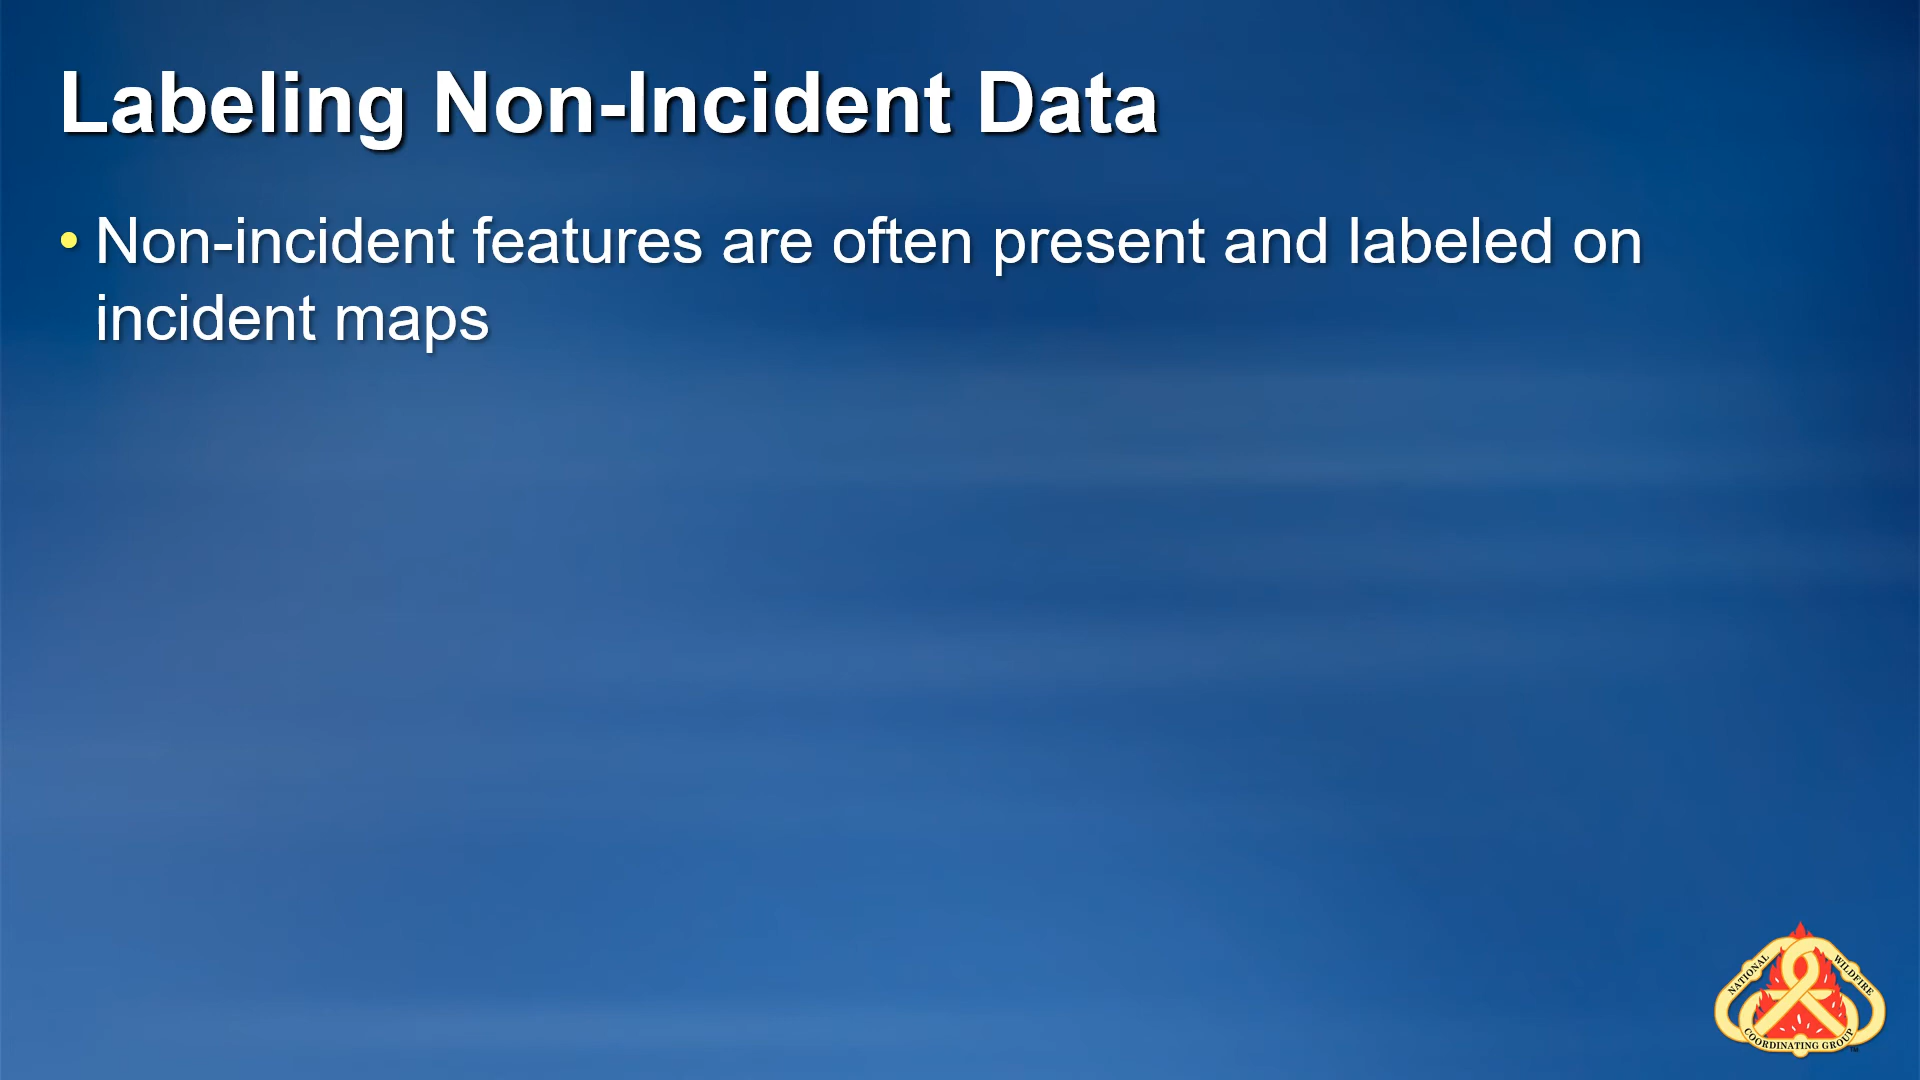 Labeling Non-Incident Data
• Non-incident features are often present and labeled on
incident maps
NATIONAL
WILDFIRE
COORDINATING GROUP
™